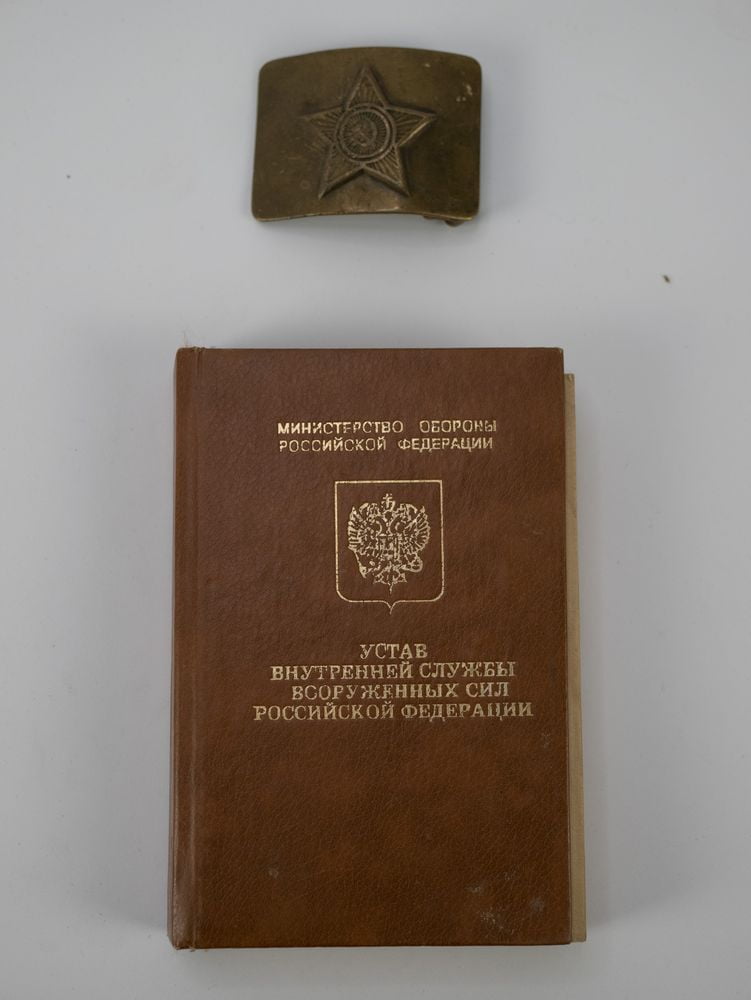 МИНИСТЕРСТВО ОБОРОНЫ
РОССИЙСКОЙ ФЕДЕРАЦИИ
УСТАВ
ВНУТРЕННЕЙ СЛУЖБЫ
ВООРУЖЕННЫХ СИЛ
РОССИЙСКОЙ ФЕДЕРАЦИИ